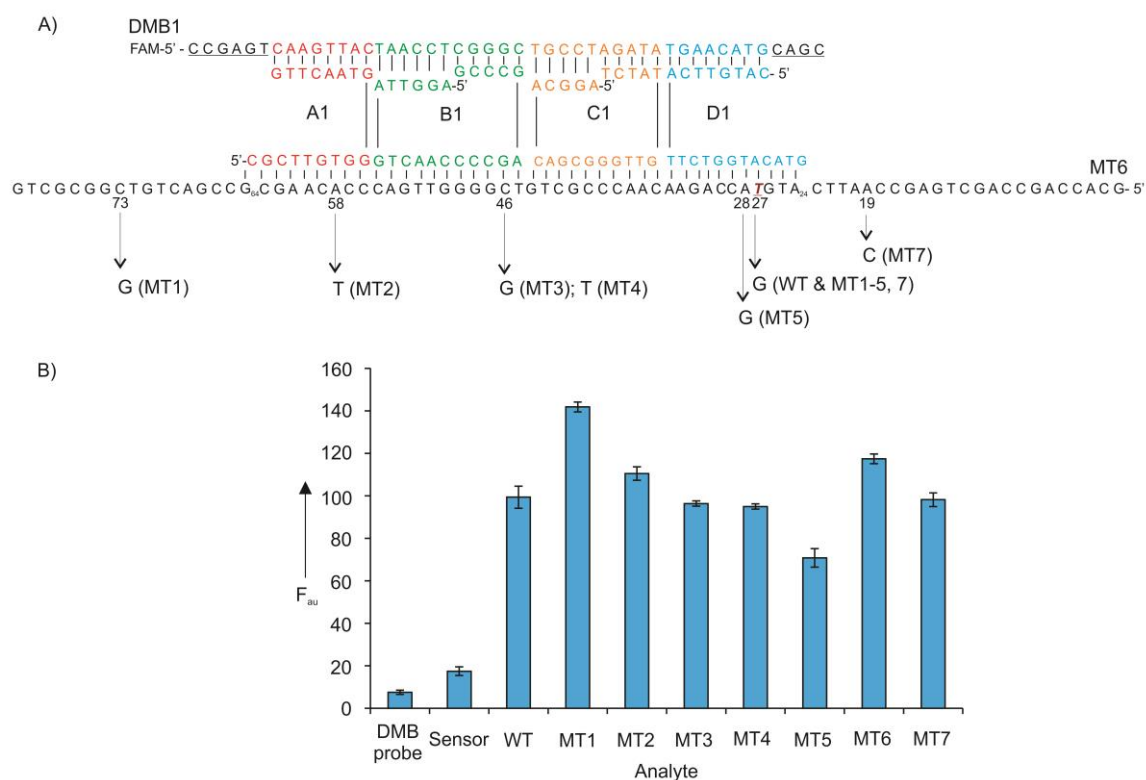 A)
DMB1
FAM-5' - CCGAGTCAAGTTACTAACCTCGGGCTGCCTAGATATGAACATGCAGC
GTTCAATG GCCCG TCTATACTTGTAC-5'
ATTGGA-5' ACGGA-5'
A1 B1 C1 D1
5'-CGCTTGTGGGTCAACCCCGA CAGCGGGTTG TTCTGGTACATG
MT6
GTCGCGGCTGTCAGCCG64CGAACACCCAGTTGGGGCTGTCGCCCAACAAGACCATGTA24CTTAACCGAGTCGACCGACCACG-5'
73 58 46 28 27 19
C (MT7)
G (MT1) T (MT2) G (MT3); T (MT4) G (WT & MT1-5, 7)
G (MT5)
B)
160
140
120
100
80
60
40
20
0
Fau
DMB probe Sensor WT MT1 MT2 MT3 MT4 MT5 MT6 MT7
Analyte